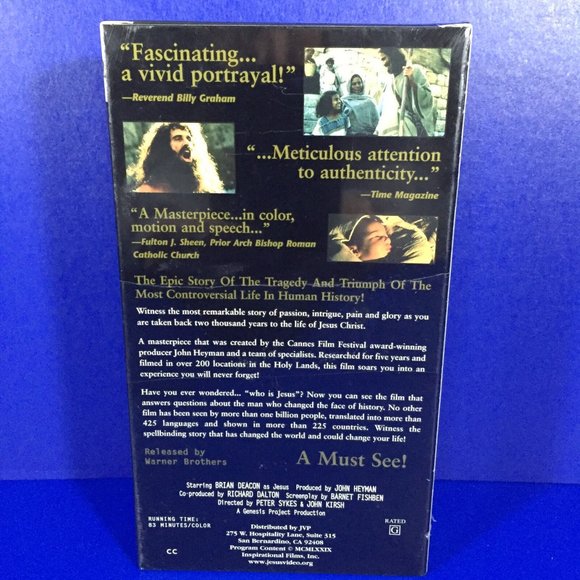 “Fascinating...
a vivid portrayal!”
—Reverend Billy Graham
“...Meticulous attention
to authenticity...”
—Time Magazine
“A Masterpiece...in color,
motion and speech...”
—Fulton J. Sheen, Prior Arch Bishop Roman
Catholic Church
The Epic Story Of The Tragedy And Triumph Of The
Most Controversial Life In Human History!
Witness the most remarkable story of passion, intrigue, pain and glory as you
are taken back two thousand years to the life of Jesus Christ.
A masterpiece that was created by the Cannes Film Festival award-winning
producer John Heyman and a team of specialists. Researched for five years and
filmed in over 200 locations in the Holy Lands, this film soars you into an
experience you will never forget!
Have you ever wondered... “who is Jesus”? Now you can see the film that
answers questions about the man who changed the face of history. No other
film has been seen by more than one billion people, translated into more than
425 languages and shown in more than 225 countries. Witness the
spellbinding story that has changed the world and could change your life!
Released by
Warner Brothers
A Must See!
Starring BRIAN DEACON as Jesus Produced by JOHN HEYMAN
Co-produced by RICHARD DALTON Screenplay by BARNET FISHBEN
Directed by PETER SYKES & JOHN KIRSH
A Genesis Project Production
RUNNING TIME:
83 MINUTES/COLOR
CC
Distributed by JVP
275 W. Hospitality Lane, Suite 315
San Bernardino, CA 92408
Program Content © MCMLXXIX
Inspirational Films, Inc.
www.jesusvideo.org
RATED
G